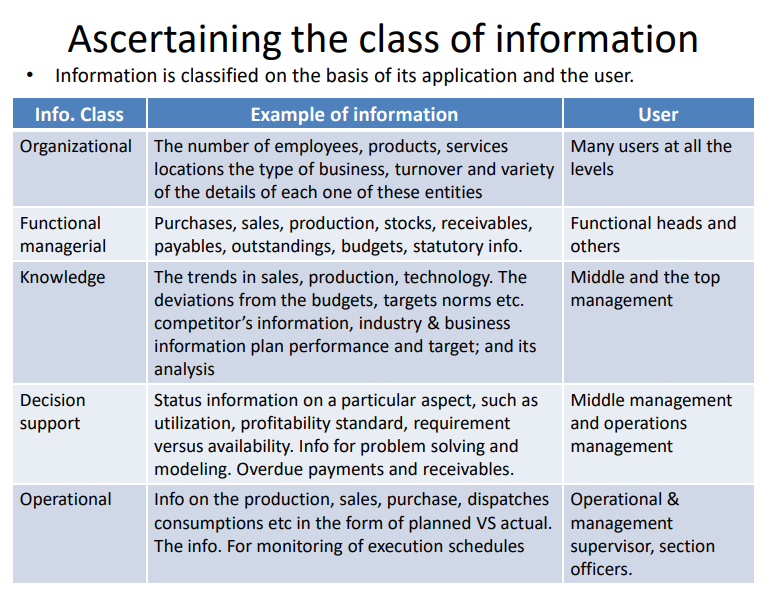 Ascertaining the class of information
• Information is classified on the basis of its application and the user.
Info. Class
Example of information
User
Organizational
The number of employees, products, services
locations the type of business, turnover and variety
of the details of each one of these entities
Many users at all the
levels
Functional
managerial
Purchases, sales, production, stocks, receivables,
payables, outstandings, budgets, statutory info.
Functional heads and
others
Knowledge
The trends in sales, production, technology. The
deviations from the budgets, targets norms etc.
competitor’s information, industry & business
information plan performance and target; and its
analysis
Middle and the top
management
Decision
support
Status information on a particular aspect, such as
utilization, profitability standard, requirement
versus availability. Info for problem solving and
modeling. Overdue payments and receivables.
Middle management
and operations
management
Operational
Info on the production, sales, purchase, dispatches
consumptions etc in the form of planned VS actual.
The info. For monitoring of execution schedules
Operational &
management
supervisor, section
officers.